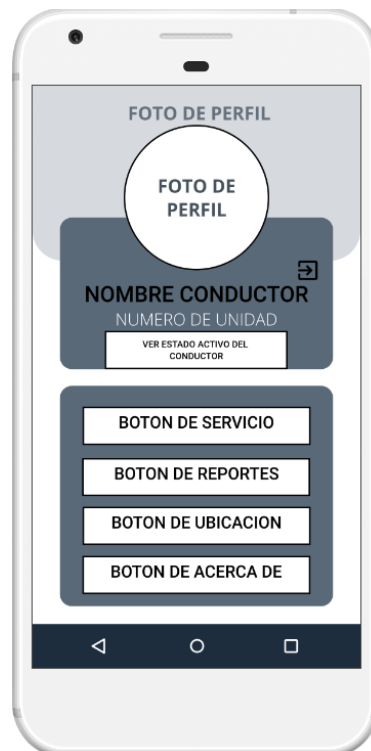 FOTO DE PERFIL
FOTO DE
PERFIL
NOMBRE CONDUCTOR
NUMERO DE UNIDAD
VER ESTADO ACTIVO DEL
CONDUCTOR
BOTON DE SERVICIO
BOTON DE REPORTES
BOTON DE UBICACION
BOTON DE ACERCA DE